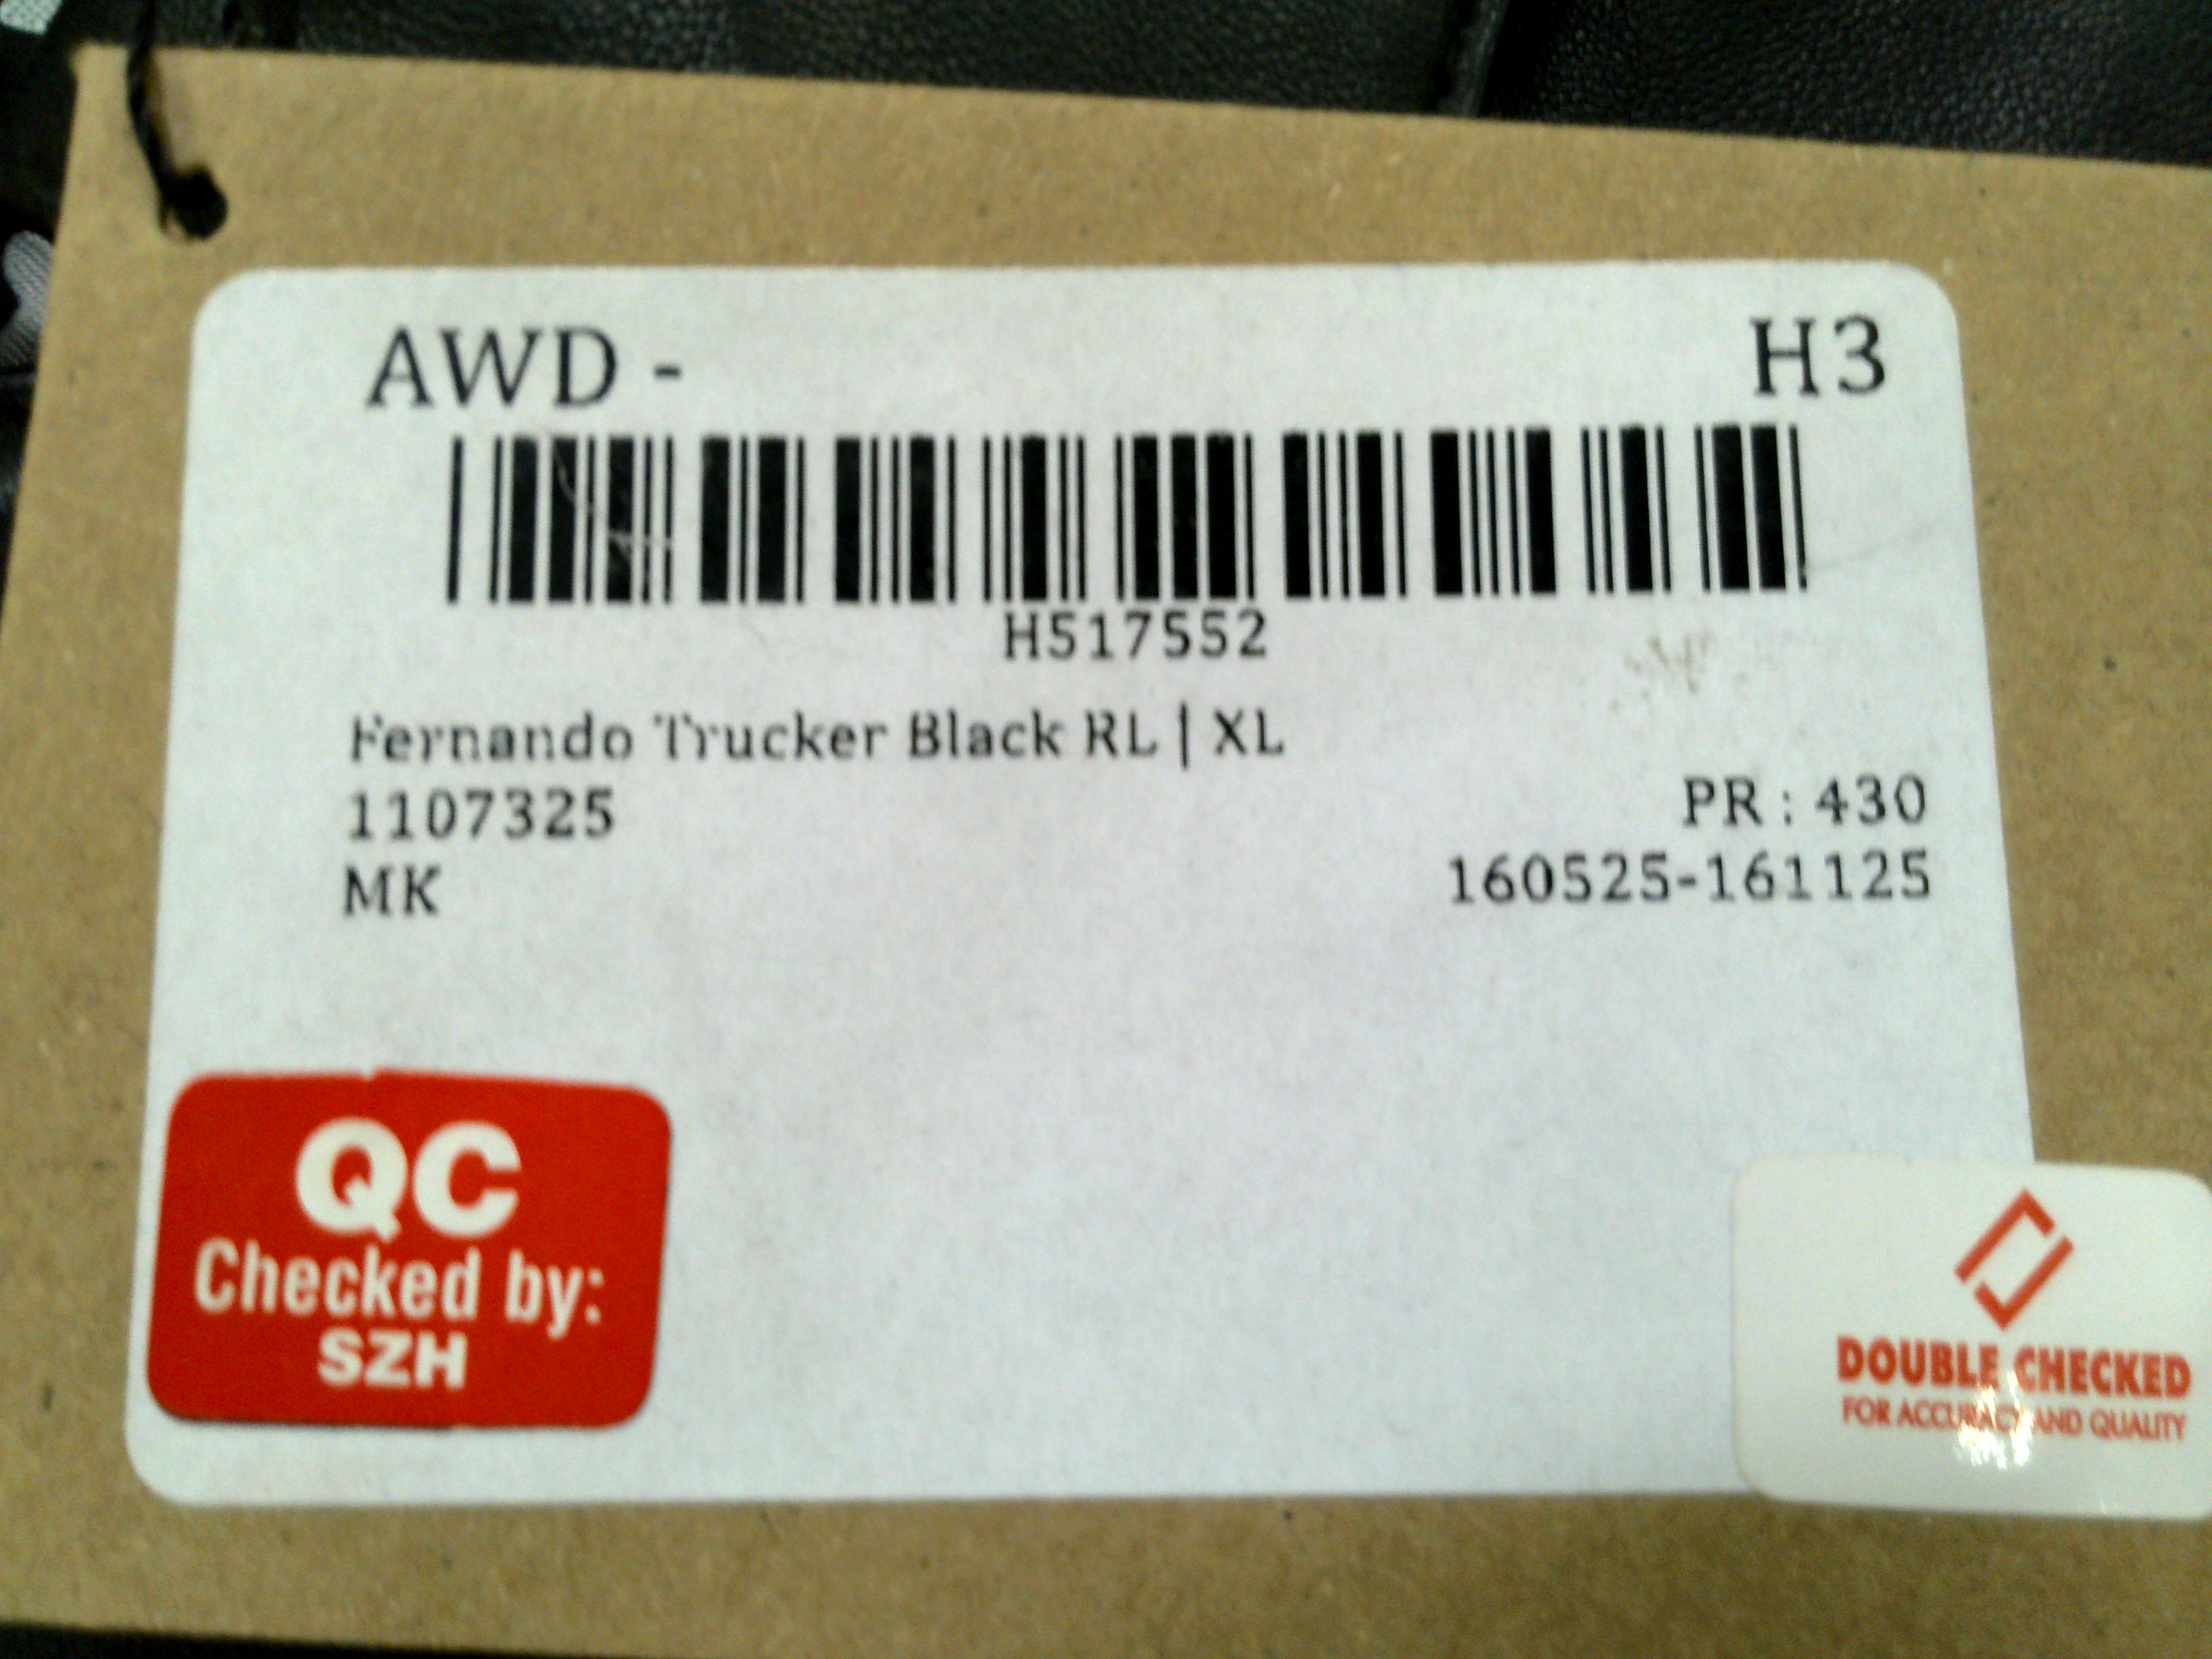 AWD - H3
H517552
Fernando Trucker Black RL | XL
1107325
PR : 430
MK
160525-161125
QC
Checked by:
SZH
DOUBLE CHECKED
FOR ACCURACY AND QUALITY